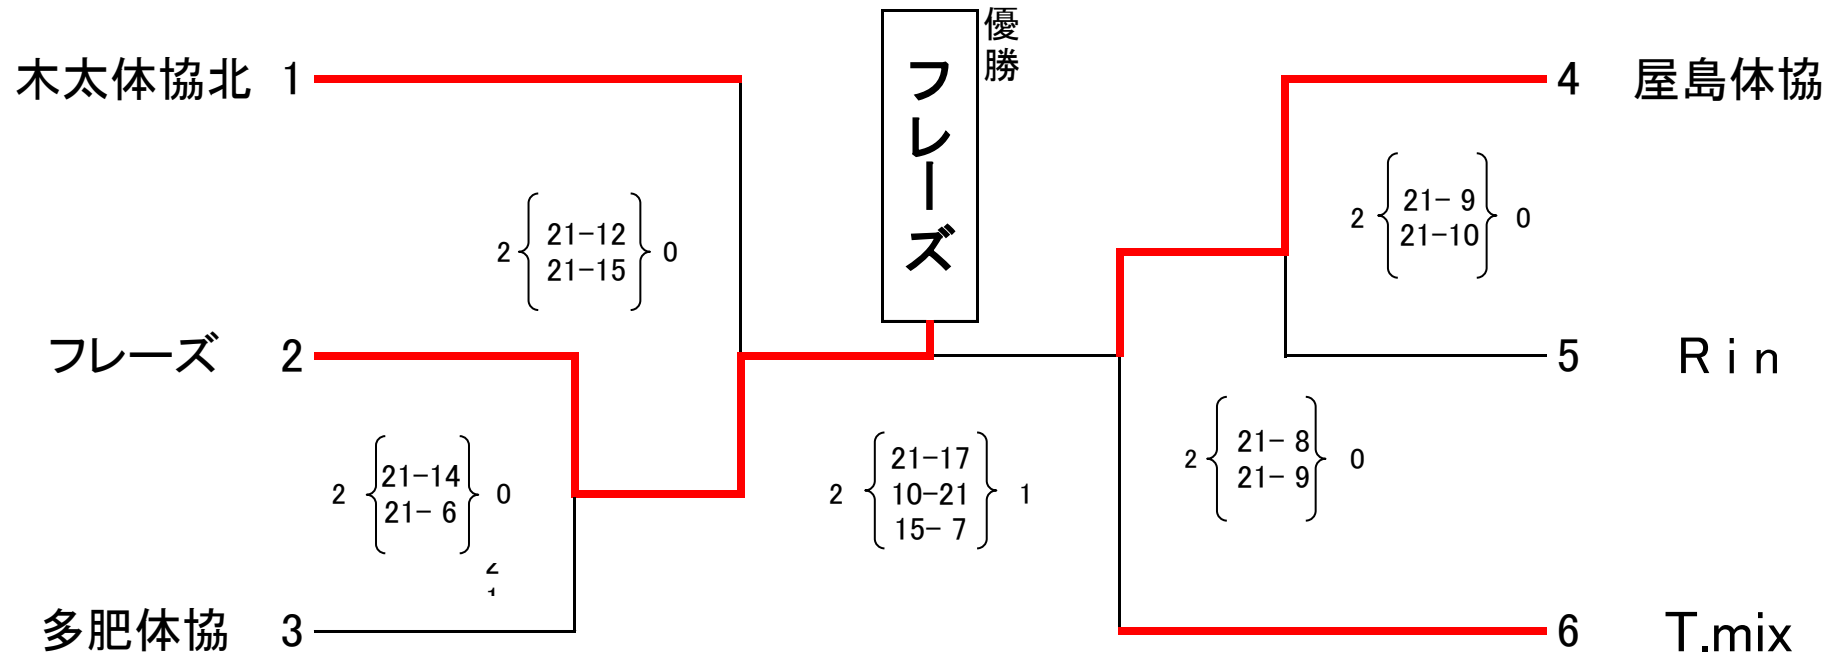 優勝
フレーズ
木太体協北 1
4 屋島体協
2 21-9 0
21-10
2 21-12 0
21-15
フレーズ 2
5 Rin
2 21-14 0
21-6
2 21-17 1
10-21
15-7
2 21-8 0
21-9
多肥体協 3
6 T.mix